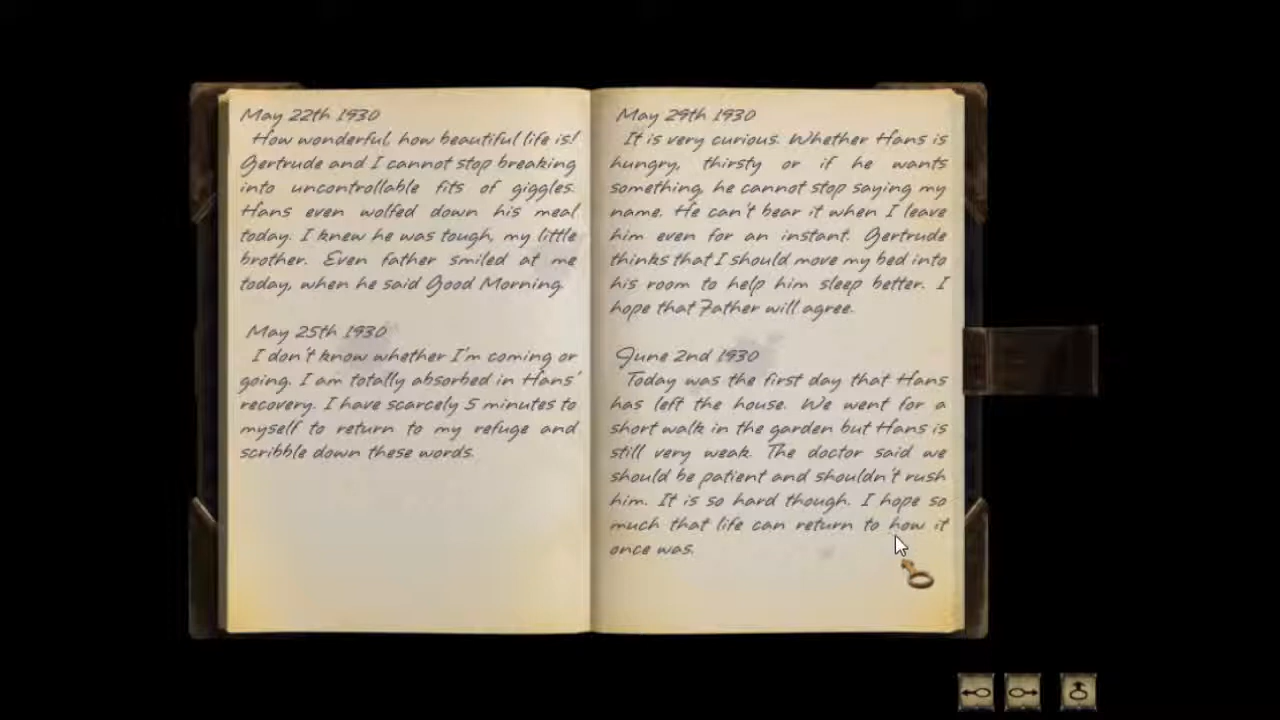 May 22th 1930
How wonderful, how beautiful life is!
Gertrude and I cannot stop breaking
into uncontrollable fits of giggles.
Hans even wolfed down his meal
today. I knew he was tough, my little
brother. Even father smiled at me
today, when he said Good Morning.
May 25th 1930
I don't know whether I'm coming or
going. I am totally absorbed in Hans'
recovery. I have scarcely 5 minutes to
myself to return to my refuge and
scribble down these words.
May 29th 1930
It is very curious. Whether Hans is
hungry, thirsty or if he wants
something, he cannot stop saying my
name. He can't bear it when I leave
him even for an instant. Gertrude
thinks that I should move my bed into
his room to help him sleep better. I
hope that Father will agree.
June 2nd 1930
Today was the first day that Hans
has left the house. We went for a
short walk in the garden but Hans is
still very weak. The doctor said we
should be patient and shouldn't rush
him. It is so hard though. I hope so
much that life can return to how it
once was.